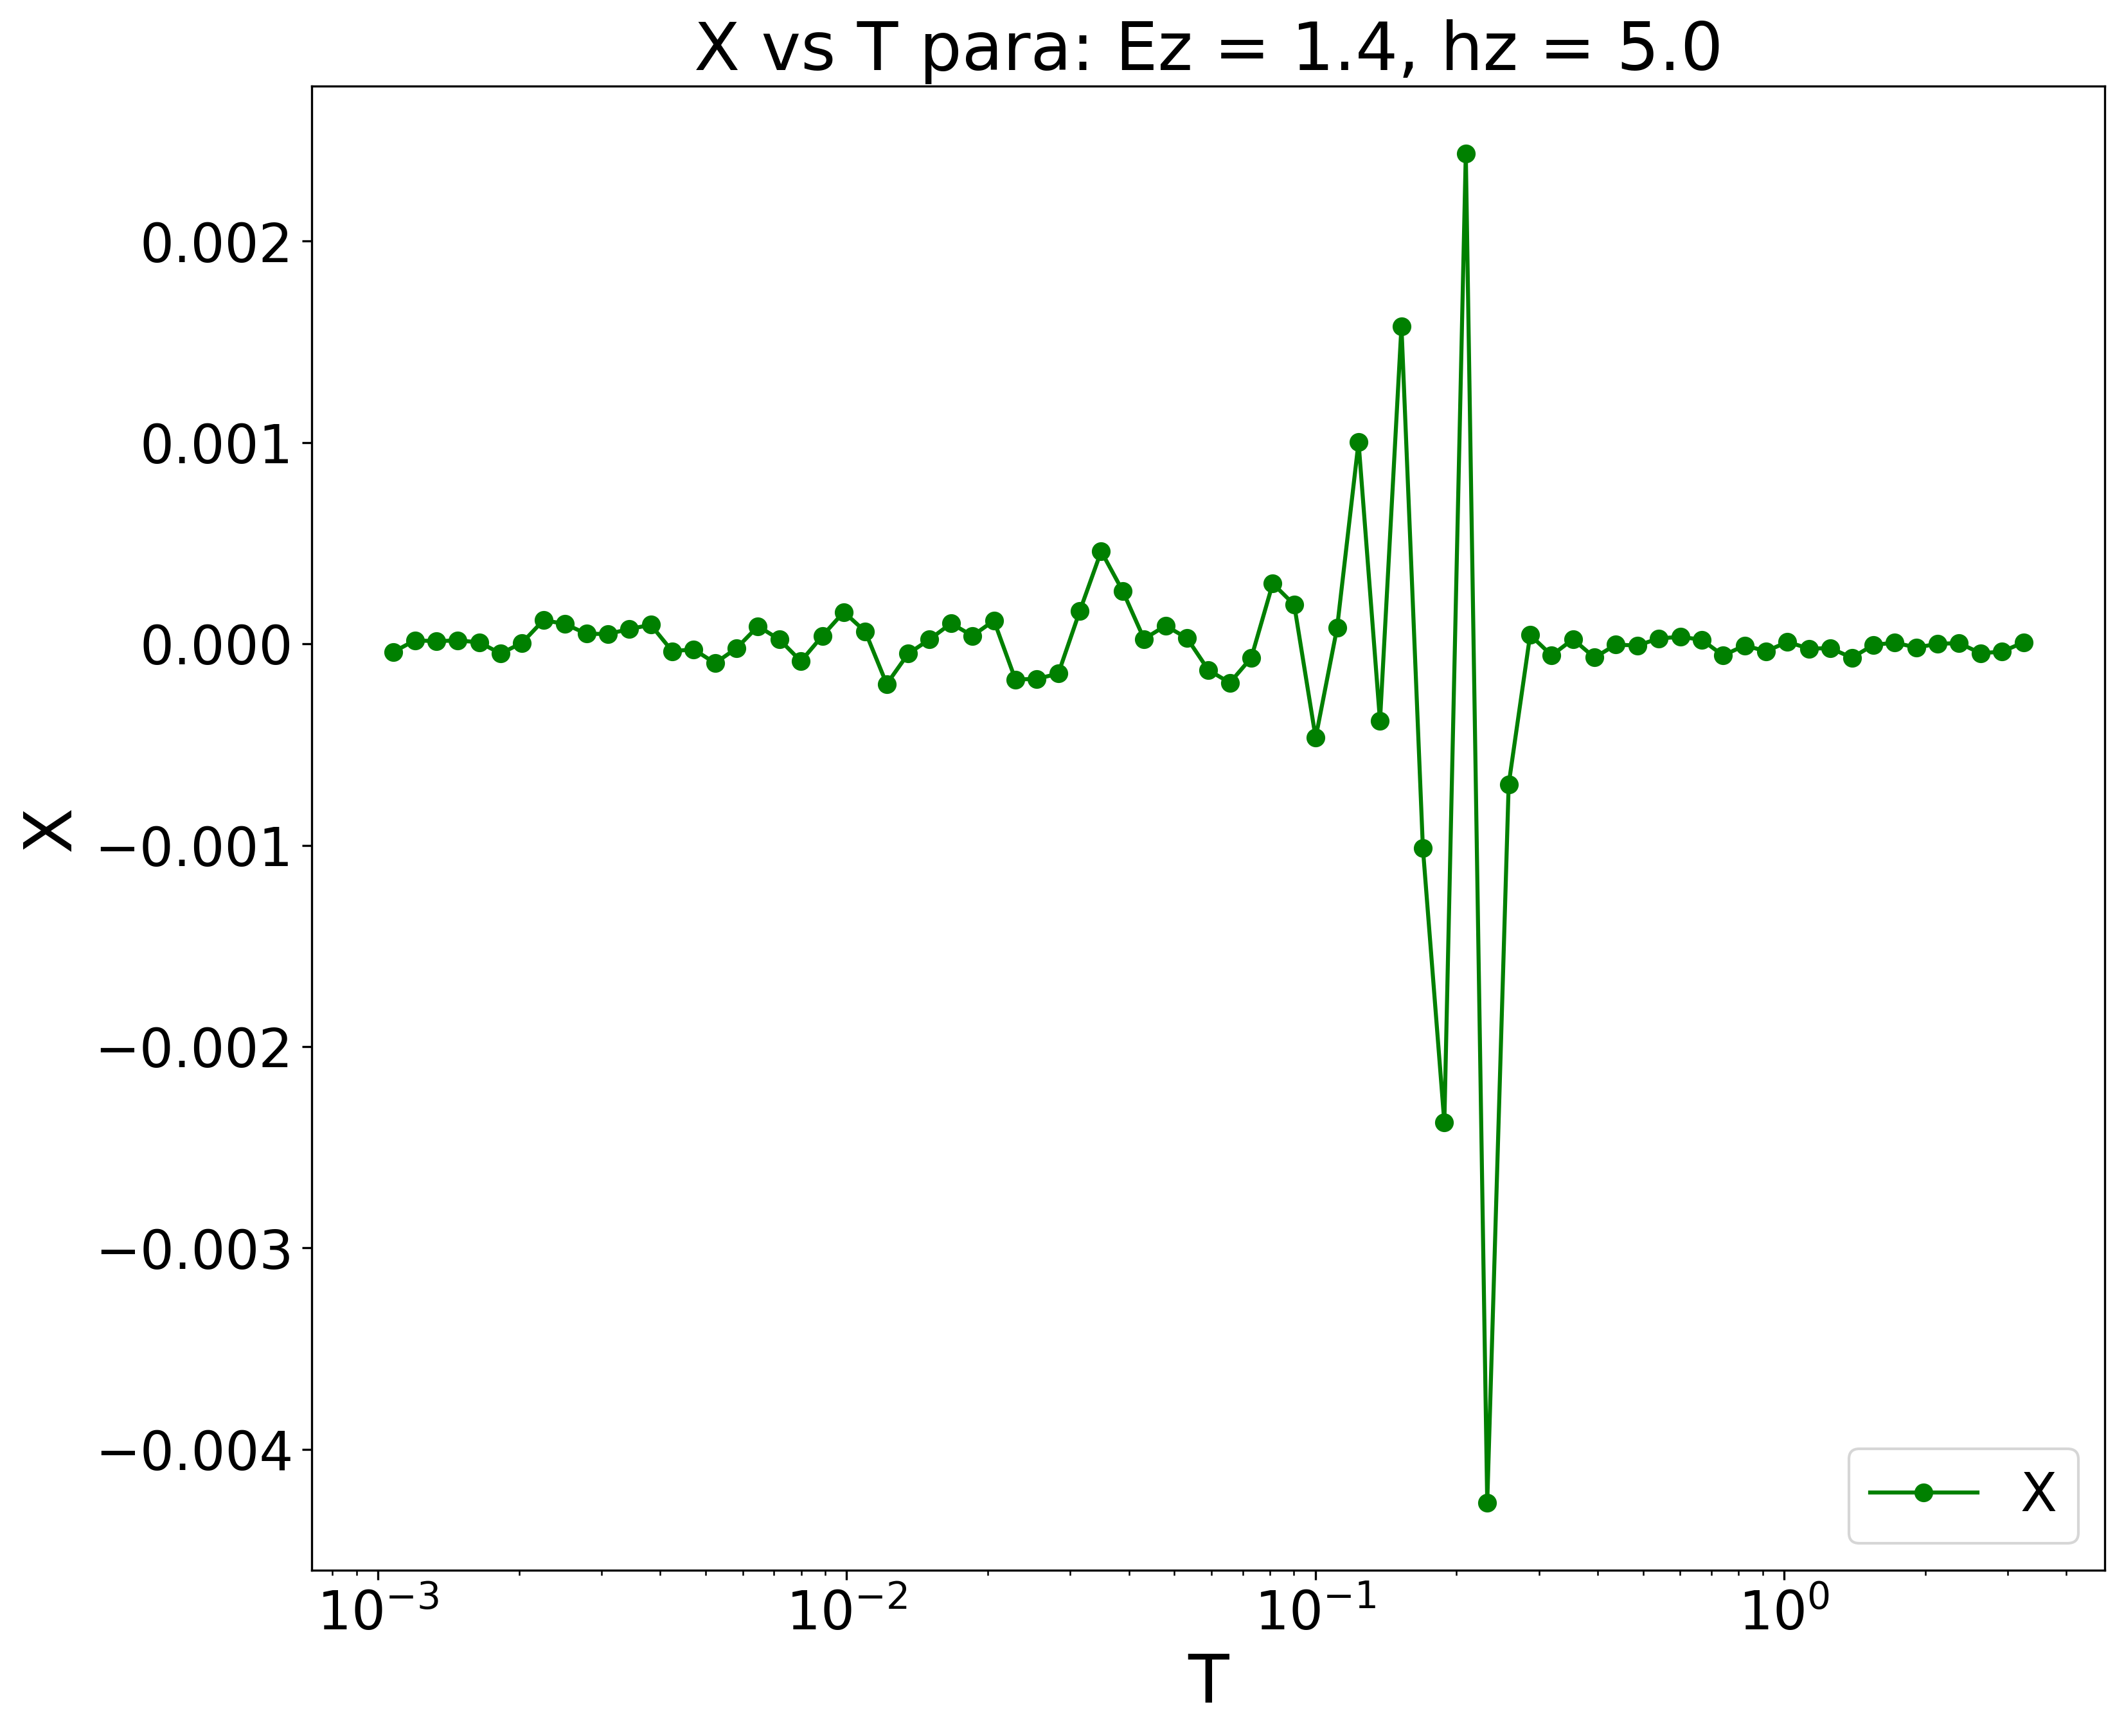 X vs T para: Ez = 1.4, hz = 5.0
0.002
0.001
0.000
−0.001
−0.002
−0.003
−0.004
X
X
10⁻³ 10⁻² 10⁻¹ 10⁰
T